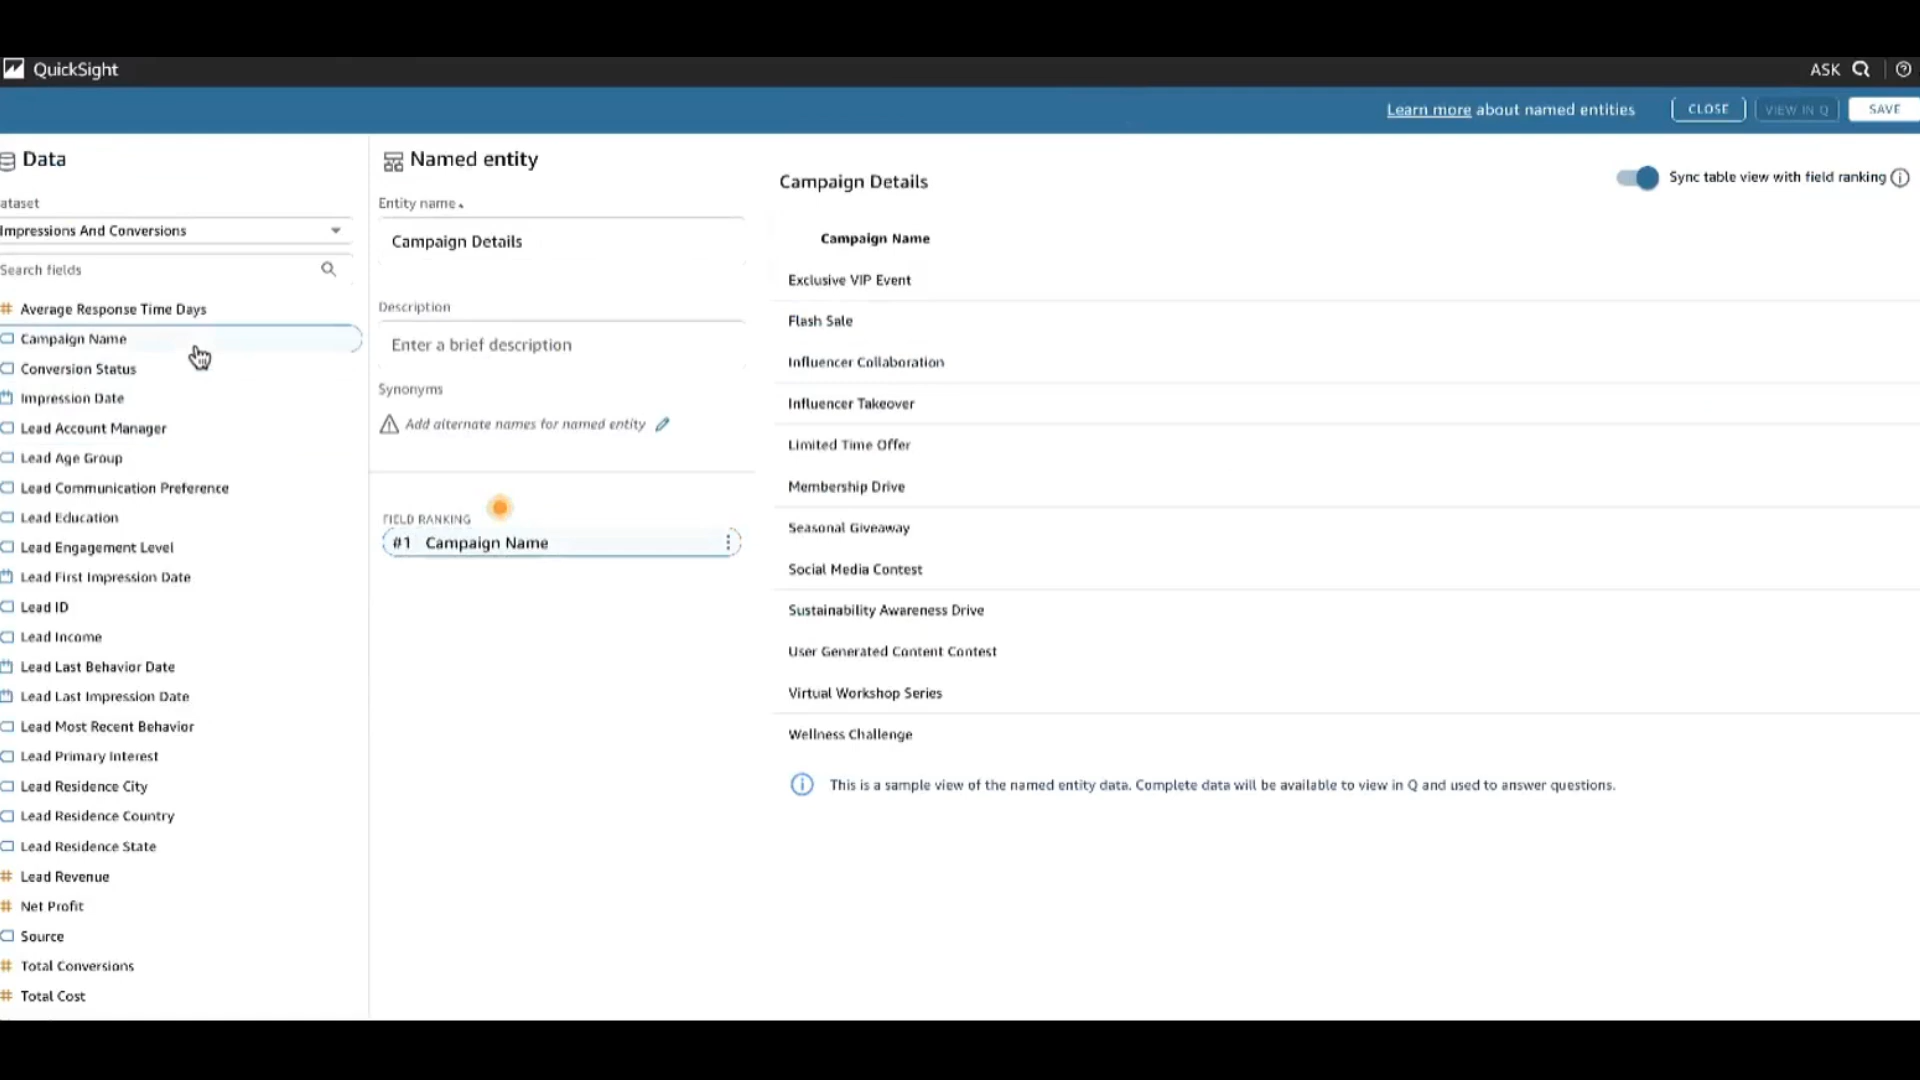 QuickSight
ASK
Learn more about named entities
CLOSE
VIEW IN Q
SAVE
Data
ataset
Impressions And Conversions
Search fields
Average Response Time Days
Campaign Name
Conversion Status
Impression Date
Lead Account Manager
Lead Age Group
Lead Communication Preference
Lead Education
Lead Engagement Level
Lead First Impression Date
Lead ID
Lead Income
Lead Last Behavior Date
Lead Last Impression Date
Lead Most Recent Behavior
Lead Primary Interest
Lead Residence City
Lead Residence Country
Lead Residence State
Lead Revenue
Net Profit
Source
Total Conversions
Total Cost
Named entity
Entity name
Campaign Details
Description
Enter a brief description
Synonyms
Add alternate names for named entity
FIELD RANKING
#1 Campaign Name
Campaign Details
Sync table view with field ranking
Campaign Name
Exclusive VIP Event
Flash Sale
Influencer Collaboration
Influencer Takeover
Limited Time Offer
Membership Drive
Seasonal Giveaway
Social Media Contest
Sustainability Awareness Drive
User Generated Content Contest
Virtual Workshop Series
Wellness Challenge
This is a sample view of the named entity data. Complete data will be available to view in Q and used to answer questions.